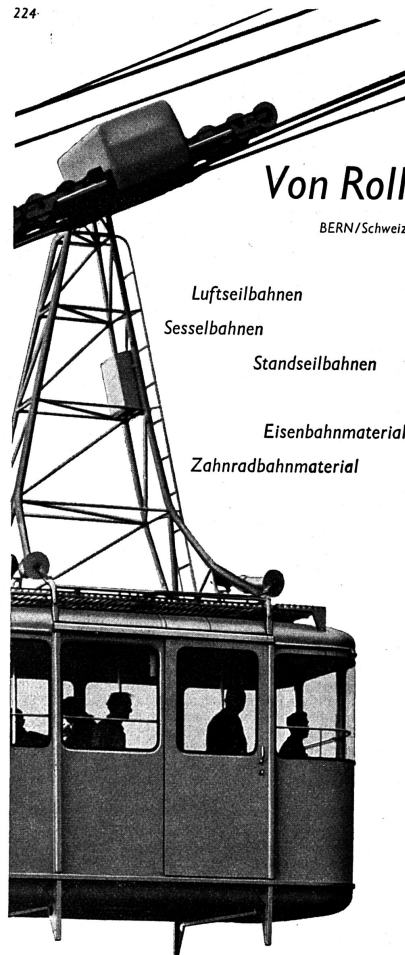 224
Von Roll
BERN/Schweiz
Luftseilbahnen
Sesselbahnen
Standseilbahnen
Eisenbahnmaterial
Zahnradbahnmaterial